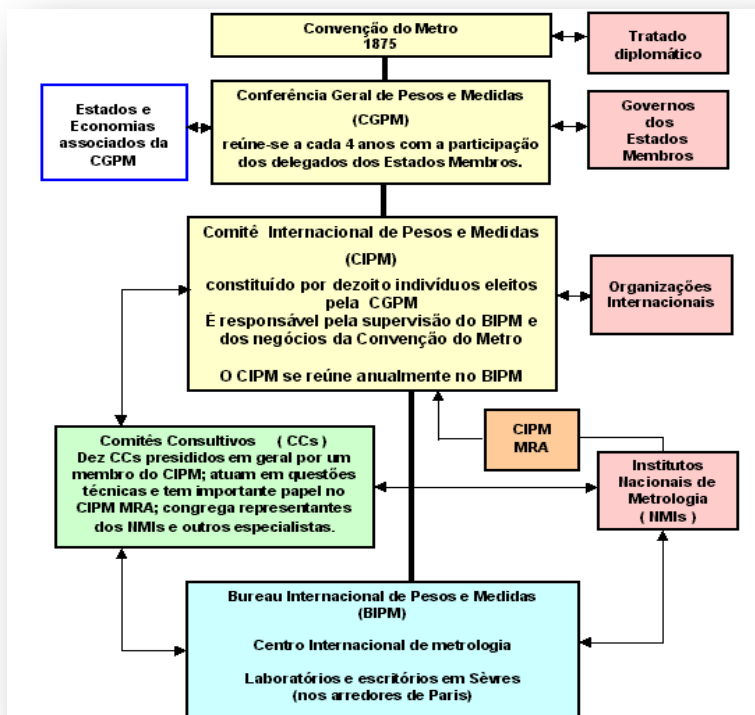 Convenção do Metro
1875
Tratado
diplomático
Estados e
Economias
associados da
CGPM
Conferência Geral de Pesos e Medidas
(CGPM)
reúne-se a cada 4 anos com a participação
dos delegados dos Estados Membros.
Governos
dos
Estados
Membros
Comitê Internacional de Pesos e Medidas
(CIPM)
constituído por dezoito indivíduos eleitos
pela CGPM
É responsável pela supervisão do BIPM e
dos negócios da Convenção do Metro
O CIPM se reúne anualmente no BIPM
Organizações
Internacionais
CIPM
MRA
Comitês Consultivos ( CCs )
Dez CCs presididos em geral por um
membro do CIPM; atuam em questões
técnicas e tem importante papel no
CIPM MRA; congrega representantes
dos NMIs e outros especialistas.
Institutos
Nacionais de
Metrologia
( NMIs )
Bureau Internacional de Pesos e Medidas
(BIPM)
Centro Internacional de metrologia
Laboratórios e escritórios em Sèvres
(nos arredores de Paris)